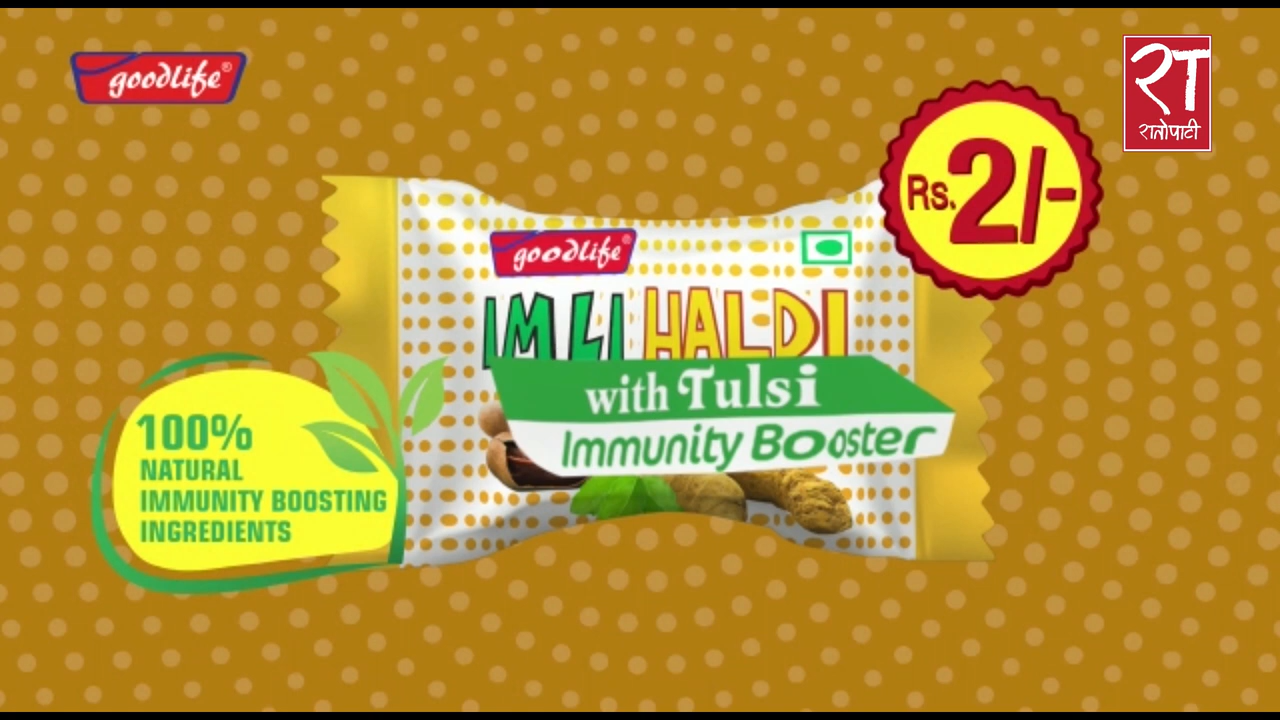 goodlife®
रा
रातोपाटी
Rs.2/-
goodlife®
IMLI HALDI
with Tulsi
Immunity Booster
100%
NATURAL
IMMUNITY BOOSTING
INGREDIENTS